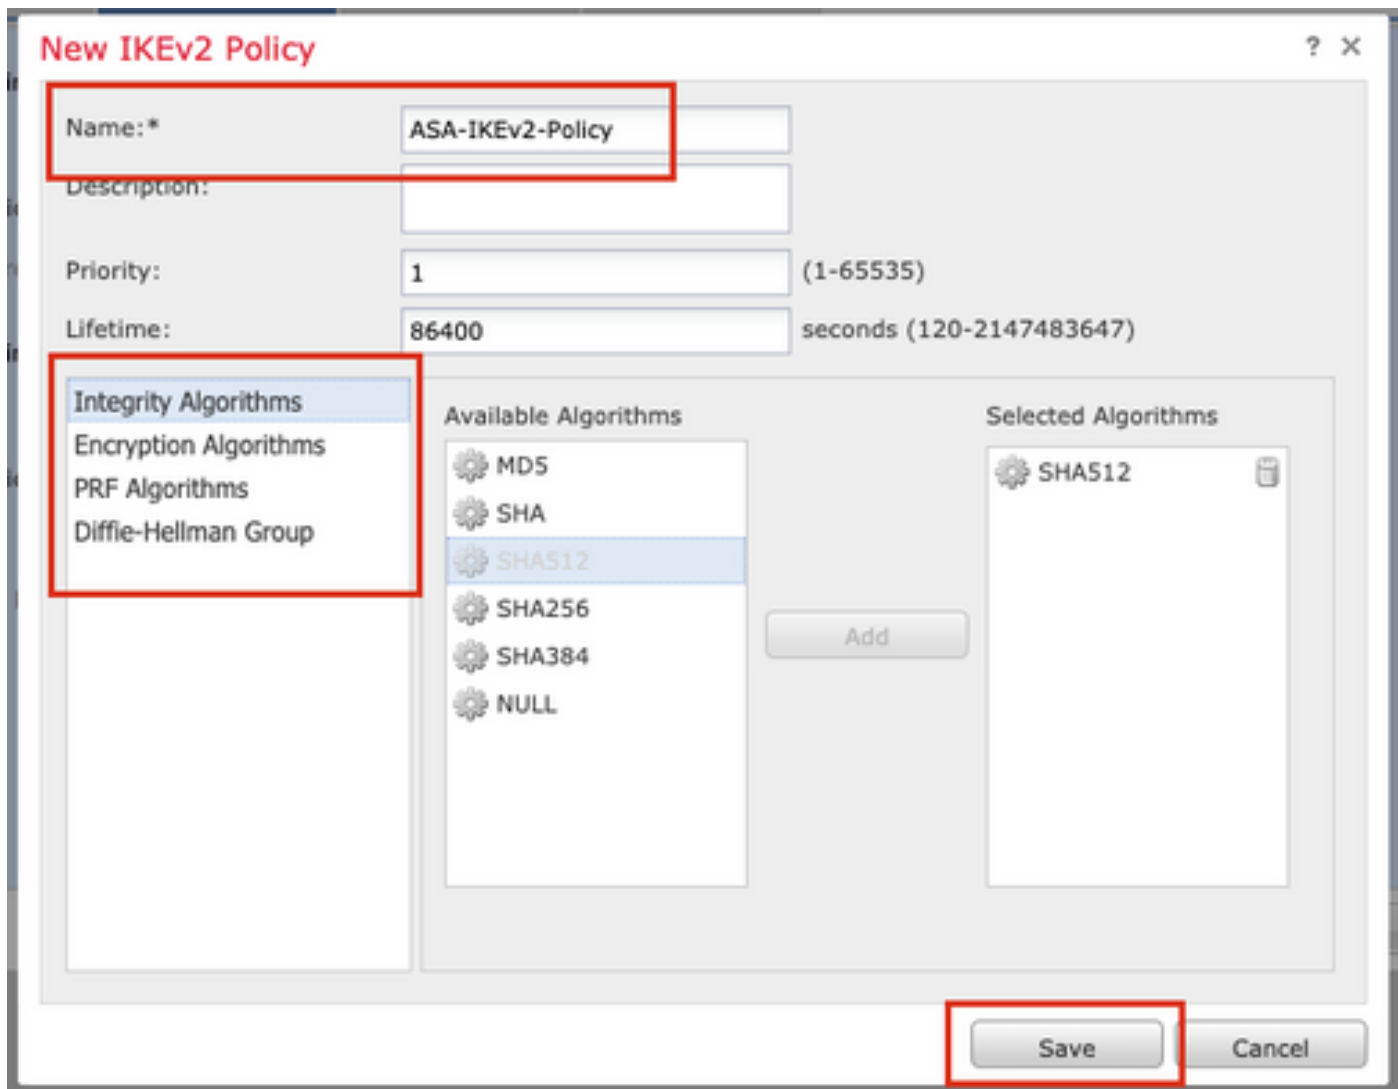 New IKEv2 Policy ? ×
Name:* ASA-IKEv2-Policy
Description:
Priority: 1 (1-65535)
Lifetime: 86400 seconds (120-2147483647)
Integrity Algorithms
Encryption Algorithms
PRF Algorithms
Diffie-Hellman Group
Available Algorithms
MD5
SHA
SHA512
SHA256
SHA384
NULL
Add
Selected Algorithms
SHA512
Save Cancel